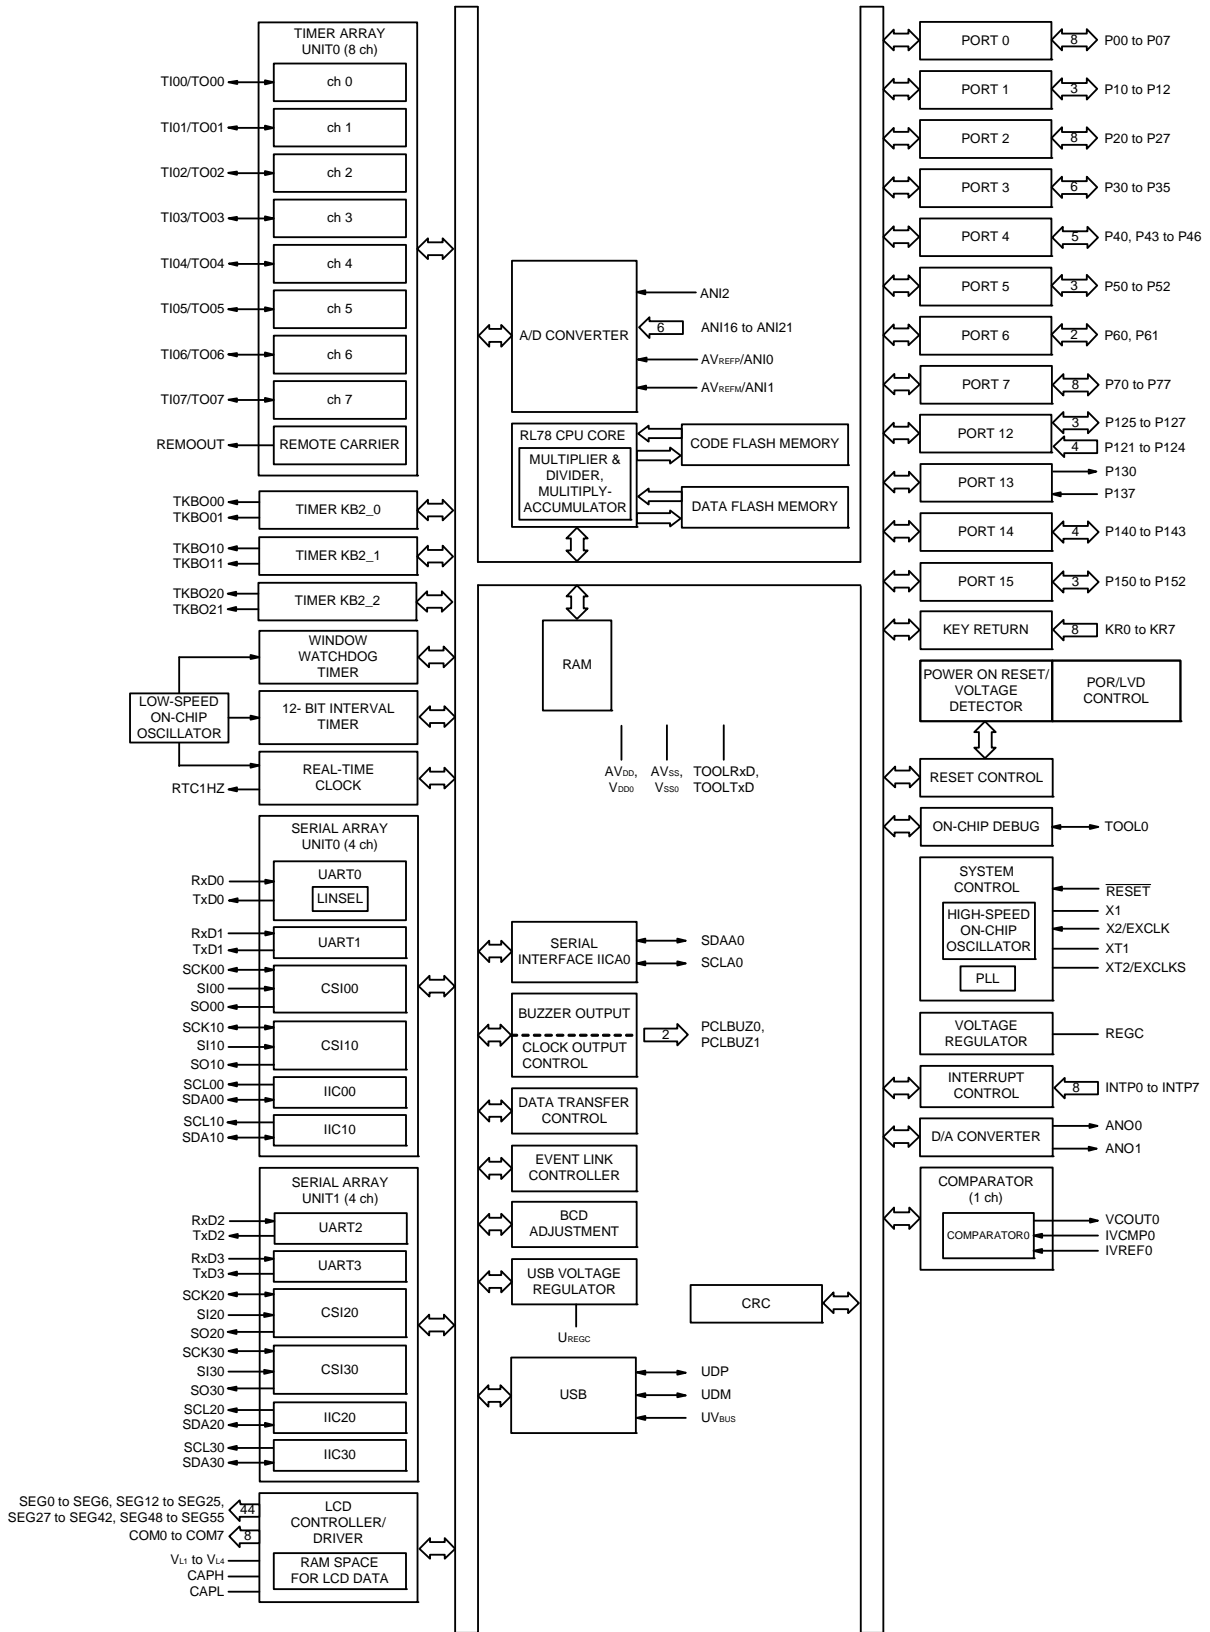 TIMER ARRAY
UNIT0 (8 ch)
TI00/TO00
ch 0
TI01/TO01
ch 1
TI02/TO02
ch 2
TI03/TO03
ch 3
TI04/TO04
ch 4
TI05/TO05
ch 5
TI06/TO06
ch 6
TI07/TO07
ch 7
REMOOUT
REMOTE CARRIER
TKBO00
TKBO01
TIMER KB2_0
TKBO10
TKBO11
TIMER KB2_1
TKBO20
TKBO21
TIMER KB2_2
WINDOW
WATCHDOG
TIMER
LOW-SPEED
ON-CHIP
OSCILLATOR
12- BIT INTERVAL
TIMER
REAL-TIME
CLOCK
RTC1HZ
SERIAL ARRAY
UNIT0 (4 ch)
RxD0
TxD0
UART0
LINSEL
RxD1
TxD1
UART1
SCK00
SI00
SO00
CSI00
SCK10
SI10
SO10
CSI10
SCL00
SDA00
IIC00
SCL10
SDA10
IIC10
SERIAL ARRAY
UNIT1 (4 ch)
RxD2
TxD2
UART2
RxD3
TxD3
UART3
SCK20
SI20
SO20
CSI20
SCK30
SI30
SO30
CSI30
SCL20
SDA20
IIC20
SCL30
SDA30
IIC30
SEG0 to SEG6, SEG12 to SEG25,
SEG27 to SEG42, SEG48 to SEG55
44
COM0 to COM7
8
VL1 to VL4
CAPH
CAPL
LCD
CONTROLLER/
DRIVER
RAM SPACE
FOR LCD DATA
A/D CONVERTER
ANI2
6
ANI16 to ANI21
AVREFP/ANI0
AVREFM/ANI1
RL78 CPU CORE
MULTIPLIER &
DIVIDER,
MULITIPLY-
ACCUMULATOR
CODE FLASH MEMORY
DATA FLASH MEMORY
RAM
AVDD,
VDD0
AVSS,
VSS0
TOOLRxD,
TOOLTxD
SERIAL
INTERFACE IICA0
SDAA0
SCLA0
BUZZER OUTPUT
CLOCK OUTPUT
CONTROL
2
PCLBUZ0,
PCLBUZ1
DATA TRANSFER
CONTROL
EVENT LINK
CONTROLLER
BCD
ADJUSTMENT
USB VOLTAGE
REGULATOR
UREGC
CRC
USB
UDP
UDM
UVBUS
PORT 0
8
P00 to P07
PORT 1
3
P10 to P12
PORT 2
8
P20 to P27
PORT 3
6
P30 to P35
PORT 4
5
P40, P43 to P46
PORT 5
3
P50 to P52
PORT 6
2
P60, P61
PORT 7
8
P70 to P77
PORT 12
3
P125 to P127
4
P121 to P124
PORT 13
P130
P137
PORT 14
4
P140 to P143
PORT 15
3
P150 to P152
KEY RETURN
8
KR0 to KR7
POWER ON RESET/
VOLTAGE
DETECTOR
POR/LVD
CONTROL
RESET CONTROL
ON-CHIP DEBUG
TOOL0
SYSTEM
CONTROL
HIGH-SPEED
ON-CHIP
OSCILLATOR
PLL
RESET
X1
X2/EXCLK
XT1
XT2/EXCLKS
VOLTAGE
REGULATOR
REGC
INTERRUPT
CONTROL
8
INTP0 to INTP7
D/A CONVERTER
ANO0
ANO1
COMPARATOR
(1 ch)
COMPARATOR0
VCOUT0
IVCMP0
IVREF0